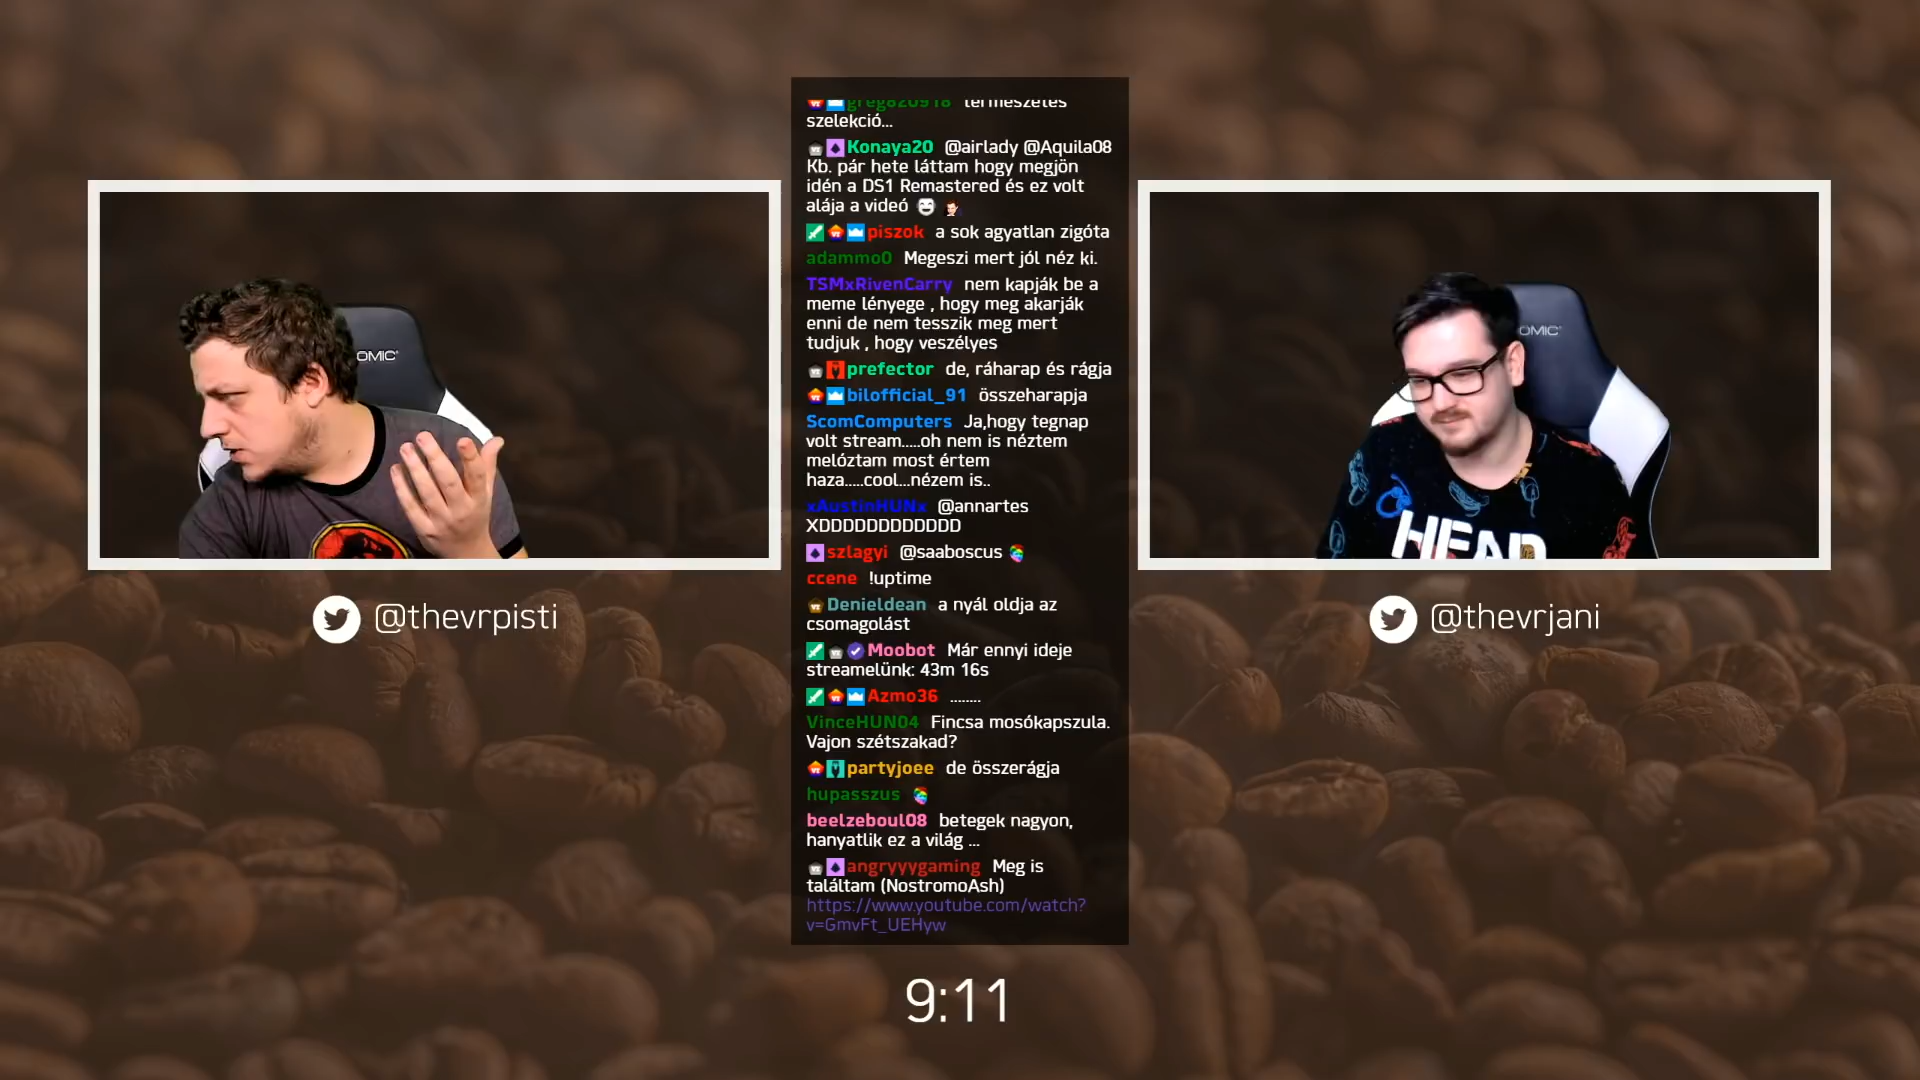 greg820918 természetes
szelekció...
Konaya20 @airlady @Aquila08
Kb. pár hete láttam hogy megjön
idén a DS1 Remastered és ez volt
alája a videó
piszok a sok agyatlan zigóta
adammo0 Megeszi mert jól néz ki.
TSMxRivenCarry nem kapják be a
meme lényege , hogy meg akarják
enni de nem tesszik meg mert
tudjuk , hogy veszélyes
prefector de, ráharap és rágja
bilofficial_91 összeharapja
ScomComputers Ja,hogy tegnap
volt stream.....oh nem is néztem
melóztam most értem
haza.....cool...nézem is..
xAustinHUNx @annartes
XDDDDDDDDDDDD
szlagyi @saaboscus
ccene !uptime
Denieldean a nyál oldja az
csomagolást
Moobot Már ennyi ideje
streamelünk: 43m 16s
Azmo36 ........
VinceHUN04 Fincsa mosókapszula.
Vajon szétszakad?
partyjoee de összerágja
hupasszus
beelzeboul08 betegek nagyon,
hanyatlik ez a világ ...
angryyygaming Meg is
találtam (NostromoAsh)
https://www.youtube.com/watch?
v=GmvFt_UEHyw
OMIC
@thevrpisti
OMIC
HEAD
@thevrjani
9:11